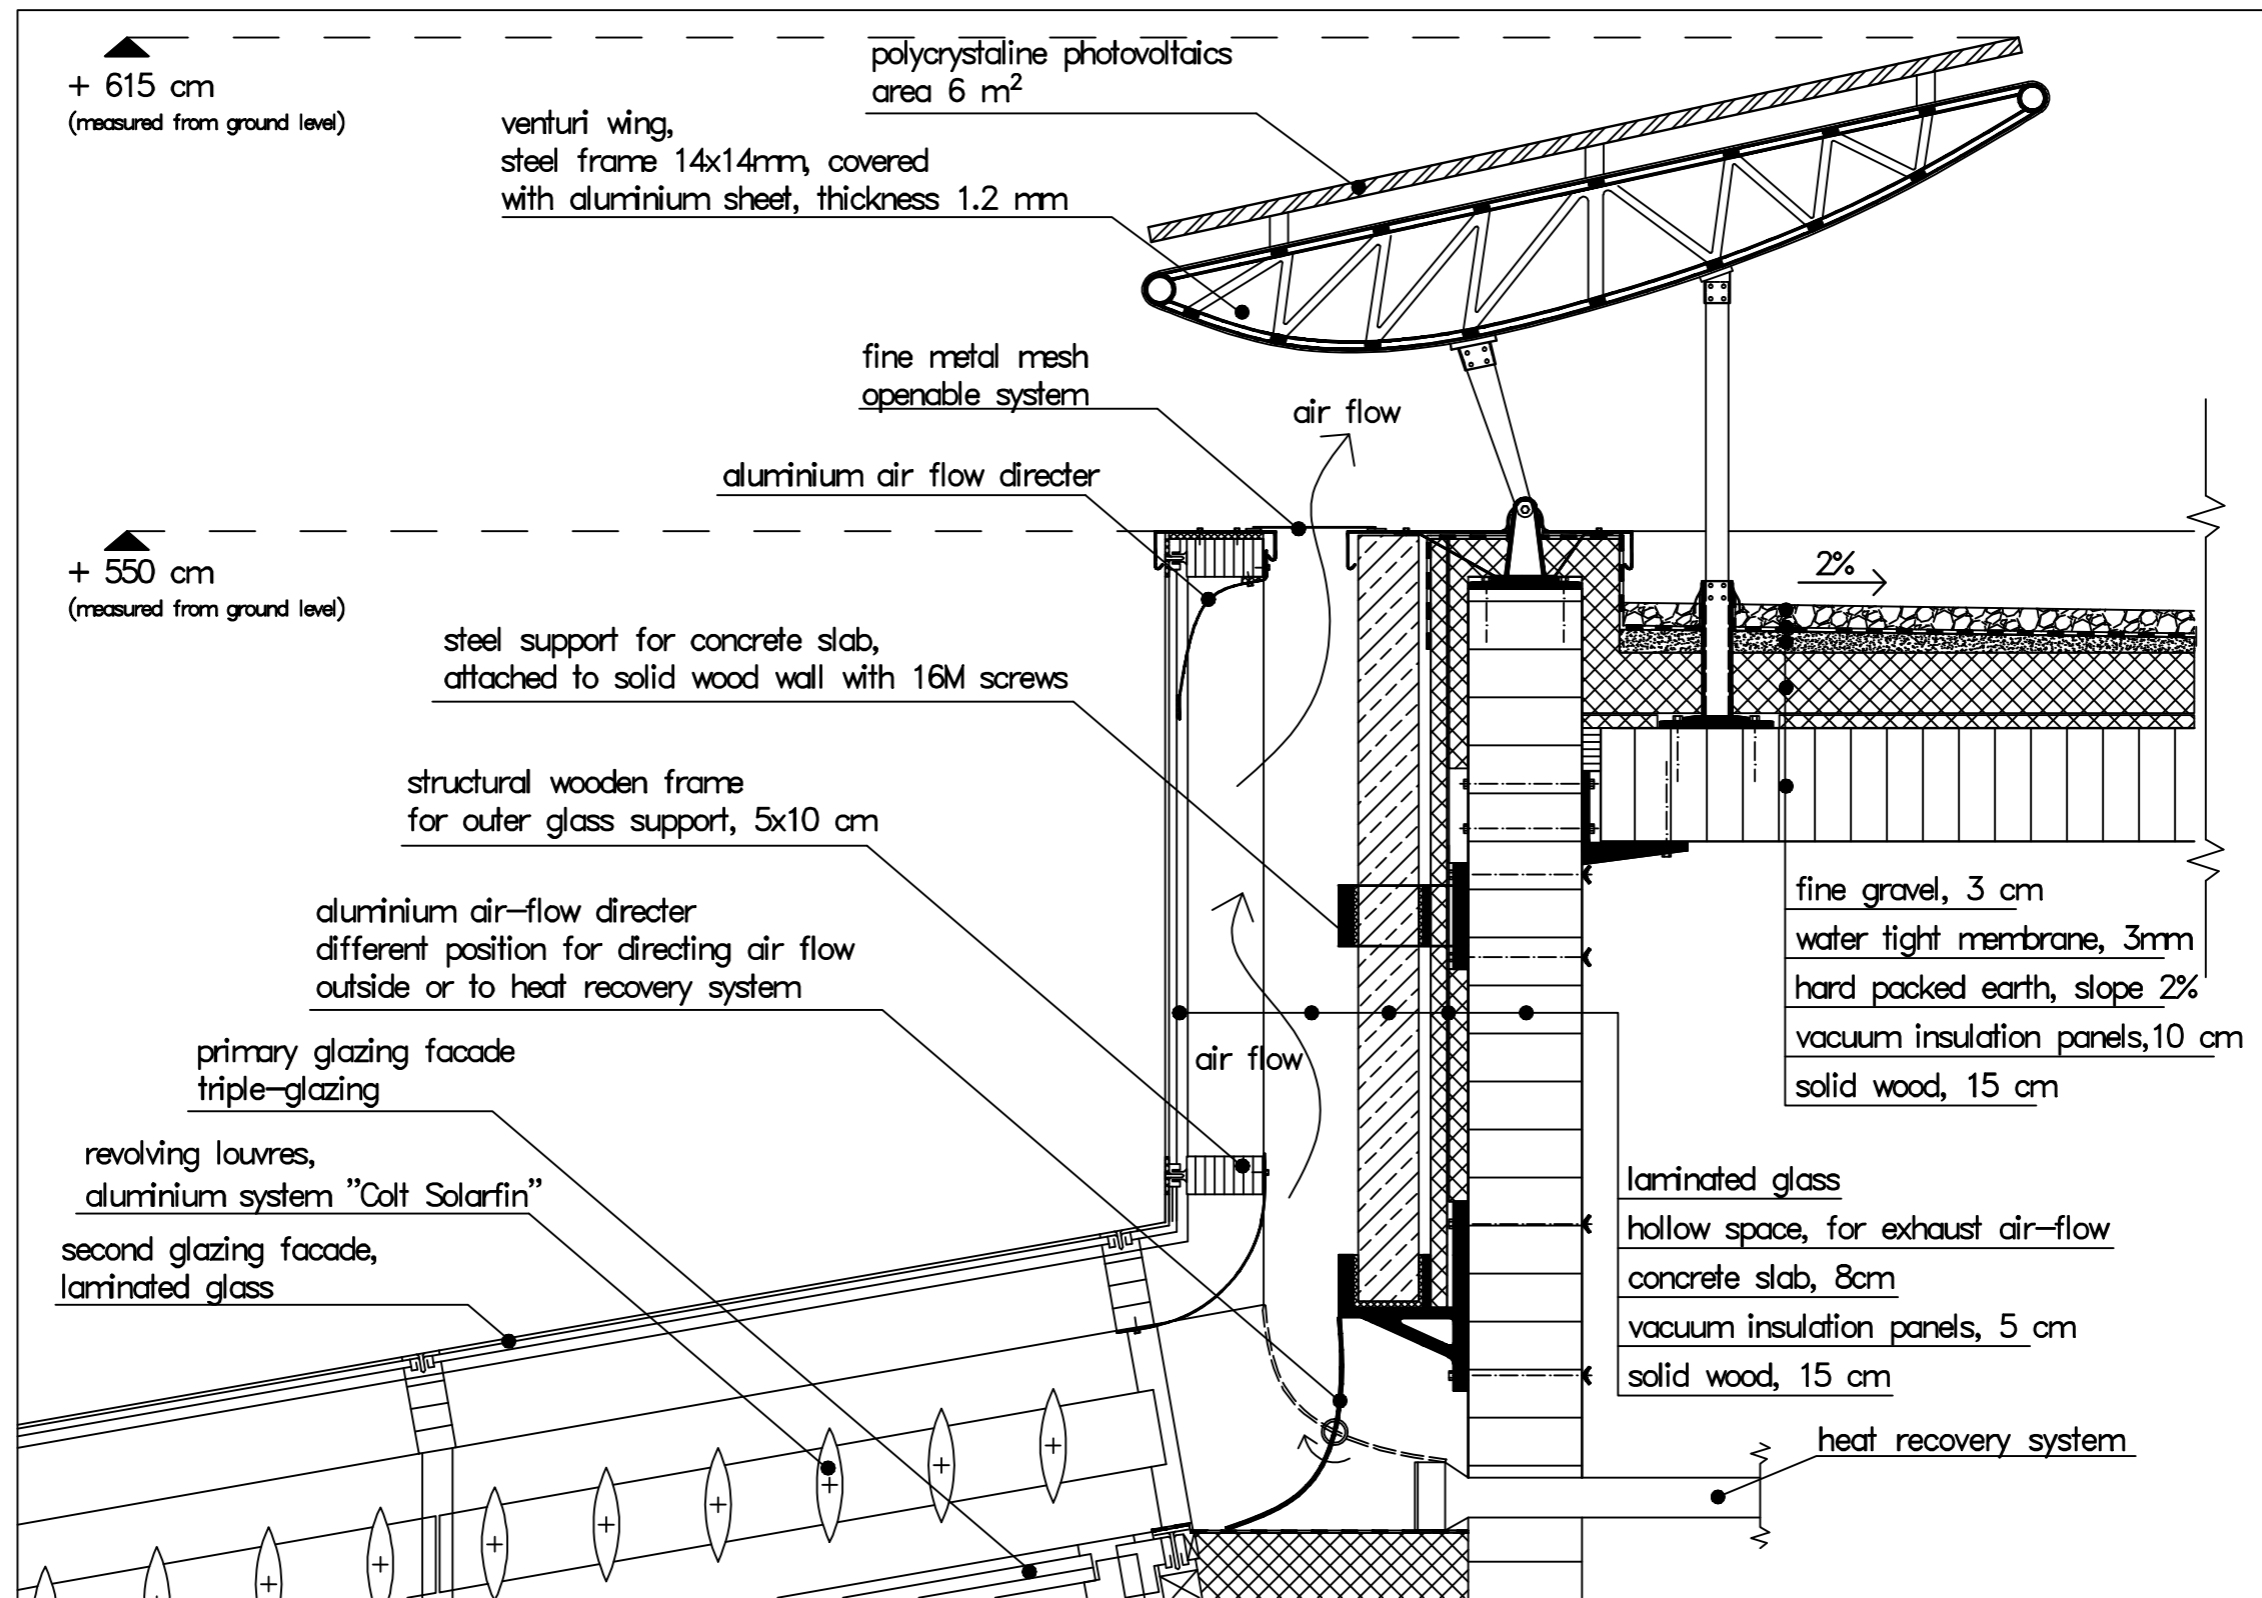 + 615 cm
(measured from ground level)
polycrystaline photovoltaics
area 6 m²
venturi wing,
steel frame 14x14mm, covered
with aluminium sheet, thickness 1.2 mm
fine metal mesh
openable system
air flow
aluminium air flow directer
+ 550 cm
(measured from ground level)
2%
steel support for concrete slab,
attached to solid wood wall with 16M screws
structural wooden frame
for outer glass support, 5x10 cm
aluminium air-flow directer
different position for directing air flow
outside or to heat recovery system
fine gravel, 3 cm
water tight membrane, 3mm
hard packed earth, slope 2%
vacuum insulation panels,10 cm
solid wood, 15 cm
air flow
primary glazing facade
triple-glazing
revolving louvres,
aluminium system "Colt Solarfin"
second glazing facade,
laminated glass
laminated glass
hollow space, for exhaust air-flow
concrete slab, 8cm
vacuum insulation panels, 5 cm
solid wood, 15 cm
heat recovery system